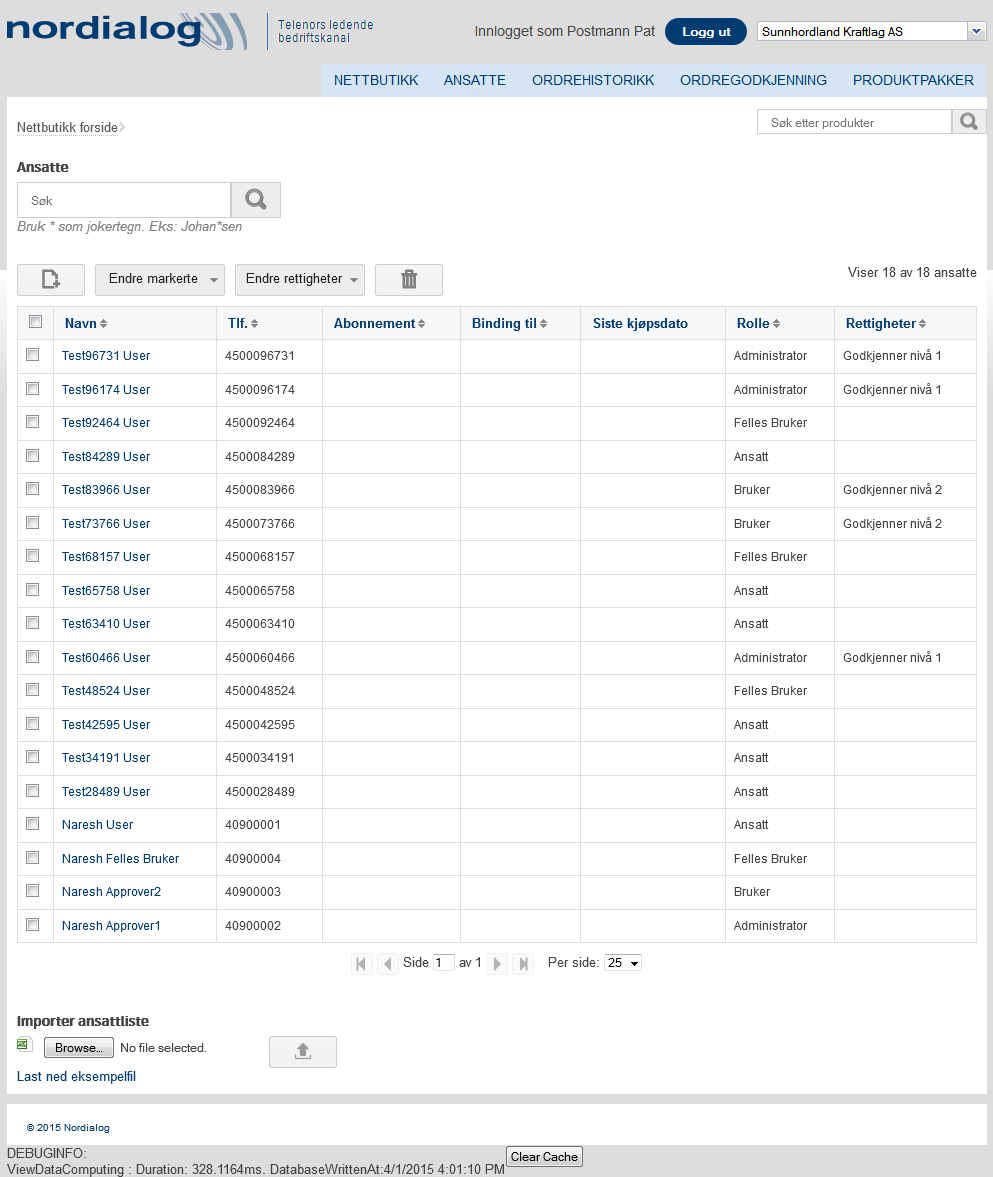 nordialog
Telenors ledende
bedriftskanal
Innlogget som Postmann Pat
Logg ut
Sunnhordland Kraftlag AS
NETTBUTIKK ANSATTE ORDREHISTORIKK ORDREGODKJENNING PRODUKTPAKKER
Nettbutikk forside
Søk etter produkter
Ansatte
Søk
Bruk * som jokertegn. Eks: Johan*sen
Endre markerte Endre rettigheter
Viser 18 av 18 ansatte
Navn Tlf. Abonnement Binding til Siste kjøpsdato Rolle Rettigheter
Test96731 User 4500096731 Administrator Godkjenner nivå 1
Test96174 User 4500096174 Administrator Godkjenner nivå 1
Test92464 User 4500092464 Felles Bruker
Test84289 User 4500084289 Ansatt
Test83966 User 4500083966 Bruker Godkjenner nivå 2
Test73766 User 4500073766 Bruker Godkjenner nivå 2
Test68157 User 4500068157 Felles Bruker
Test65758 User 4500065758 Ansatt
Test63410 User 4500063410 Ansatt
Test60466 User 4500060466 Administrator Godkjenner nivå 1
Test48524 User 4500048524 Felles Bruker
Test42595 User 4500042595 Ansatt
Test34191 User 4500034191 Ansatt
Test28489 User 4500028489 Ansatt
Naresh User 40900001 Ansatt
Naresh Felles Bruker 40900004 Felles Bruker
Naresh Approver2 40900003 Bruker
Naresh Approver1 40900002 Administrator
Side 1 av 1 Per side: 25
Importer ansattliste
Browse... No file selected.
Last ned eksempelfil
© 2015 Nordialog
DEBUGINFO:
ViewDataComputing : Duration: 328.1164ms. DatabaseWrittenAt:4/1/2015 4:01:10 PM Clear Cache